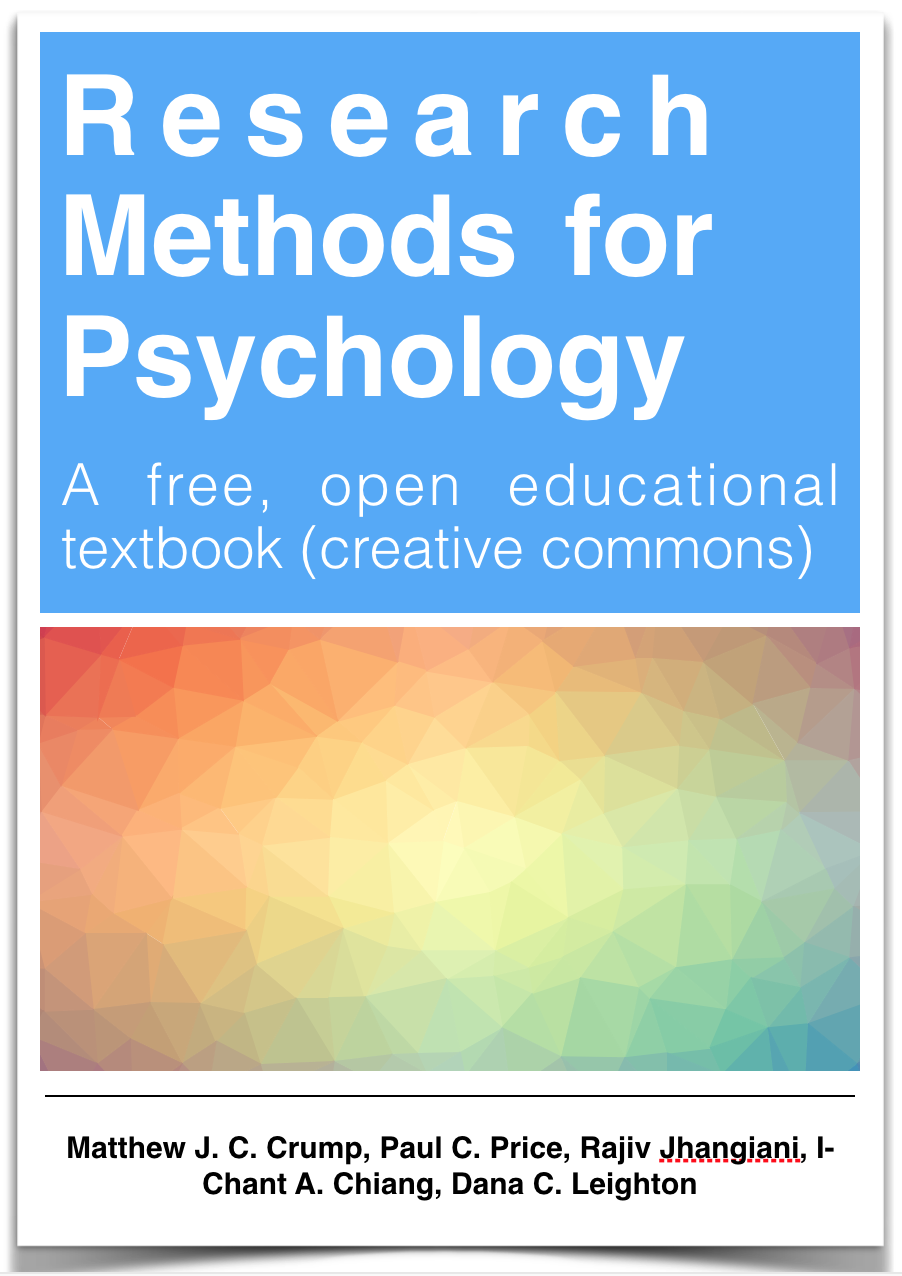 Research
Methods for
Psychology
A free, open educational
textbook (creative commons)
Matthew J. C. Crump, Paul C. Price, Rajiv Jhangiani, I-
Chant A. Chiang, Dana C. Leighton